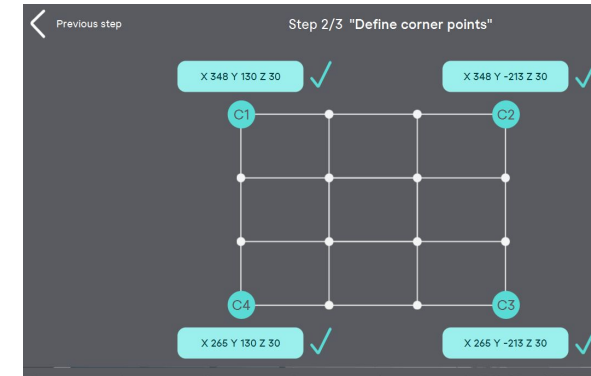 Previous step
Step 2/3 "Define corner points"
X 348 Y 130 Z 30
X 348 Y -213 Z 30
C1
C2
C4
C3
X 265 Y 130 Z 30
X 265 Y -213 Z 30